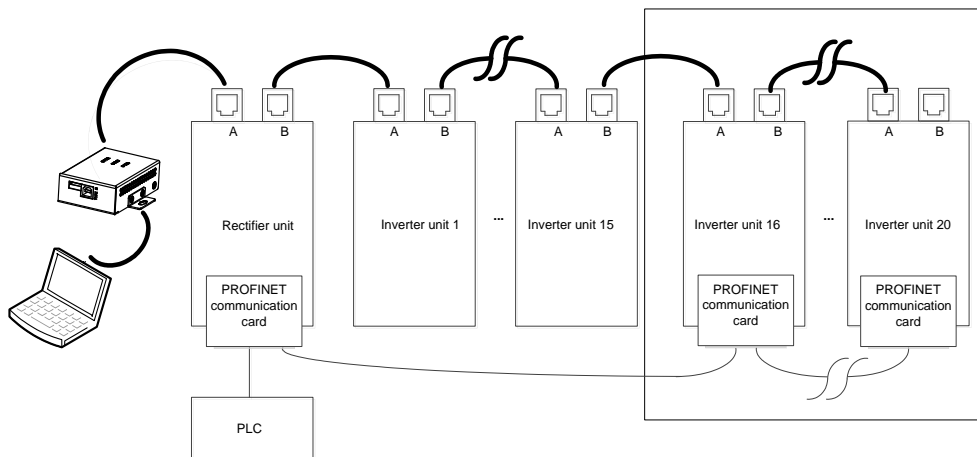 A
B
A
B
A
B
A
B
A
B
Rectifier unit
Inverter unit 1
...
Inverter unit 15
Inverter unit 16
...
Inverter unit 20
PROFINET
communication
card
PROFINET
communication
card
PROFINET
communication
card
PLC